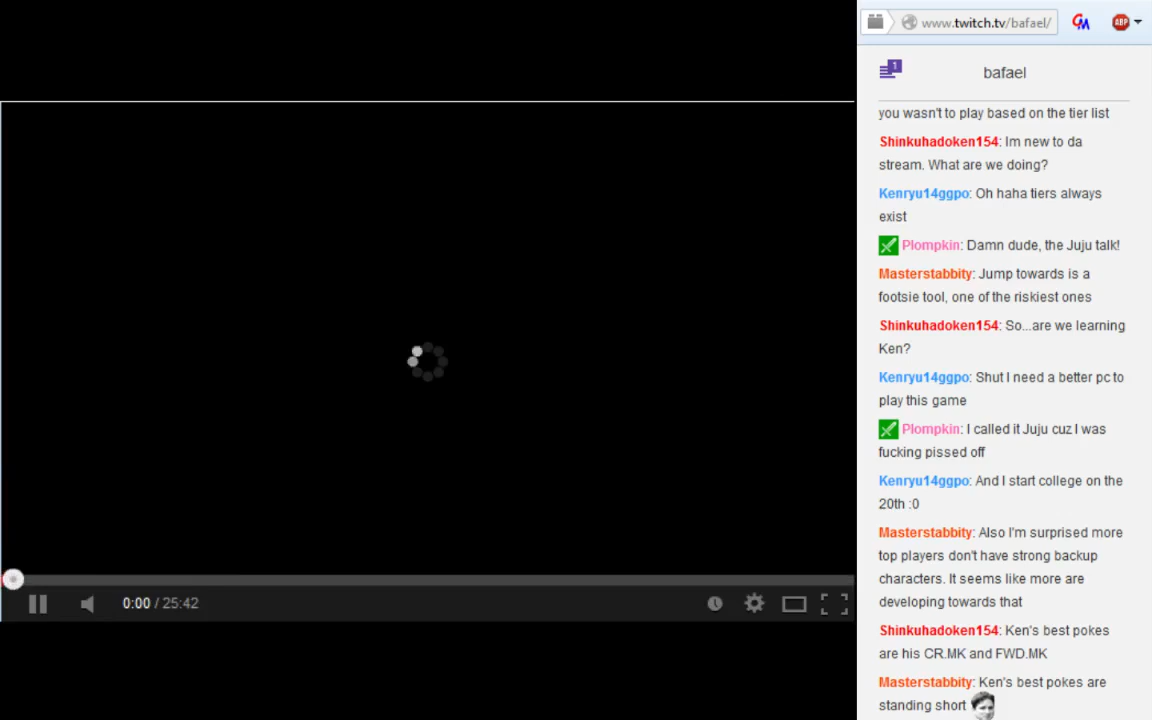 www.twitch.tv/bafael/
GM
ABP
1
bafael
you wasn't to play based on the tier list
Shinkuhadoken154: Im new to da
stream. What are we doing?
Kenryu14ggpo: Oh haha tiers always
exist
Plompkin: Damn dude, the Juju talk!
Masterstabbity: Jump towards is a
footsie tool, one of the riskiest ones
Shinkuhadoken154: So...are we learning
Ken?
Kenryu14ggpo: Shut I need a better pc to
play this game
Plompkin: I called it Juju cuz I was
fucking pissed off
Kenryu14ggpo: And I start college on the
20th :0
Masterstabbity: Also I'm surprised more
top players don't have strong backup
characters. It seems like more are
developing towards that
Shinkuhadoken154: Ken's best pokes
are his CR.MK and FWD.MK
Masterstabbity: Ken's best pokes are
standing short
0:00 / 25:42